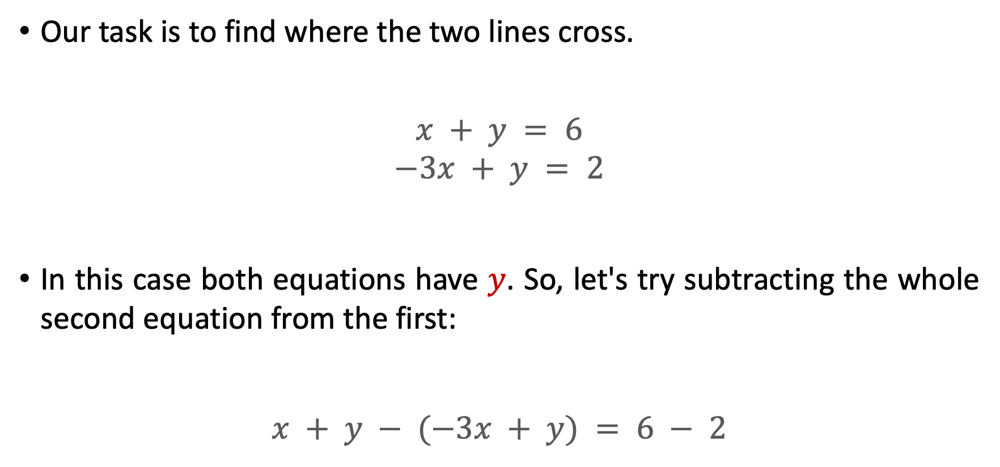 • Our task is to find where the two lines cross.
x + y = 6
−3x + y = 2
• In this case both equations have y. So, let's try subtracting the whole
second equation from the first:
x + y − (−3x + y) = 6 − 2